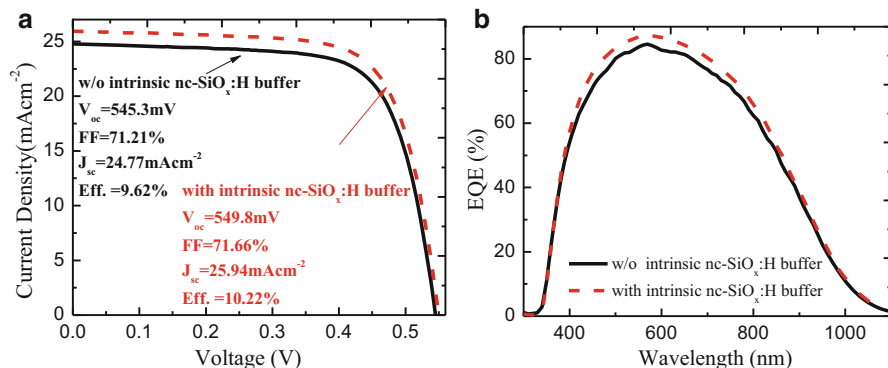 a
25
20
15
10
5
0
0.0 0.1 0.2 0.3 0.4 0.5
Voltage (V)
Current Density(mAcm-2)
w/o intrinsic nc-SiOx:H buffer
Voc=545.3mV
FF=71.21%
Jsc=24.77mAcm-2
Eff. =9.62%
with intrinsic nc-SiOx:H buffer
Voc=549.8mV
FF=71.66%
Jsc=25.94mAcm-2
Eff. =10.22%
b
80
60
40
20
0
400 600 800 1000
Wavelength (nm)
EQE (%)
w/o intrinsic nc-SiOx:H buffer
with intrinsic nc-SiOx:H buffer